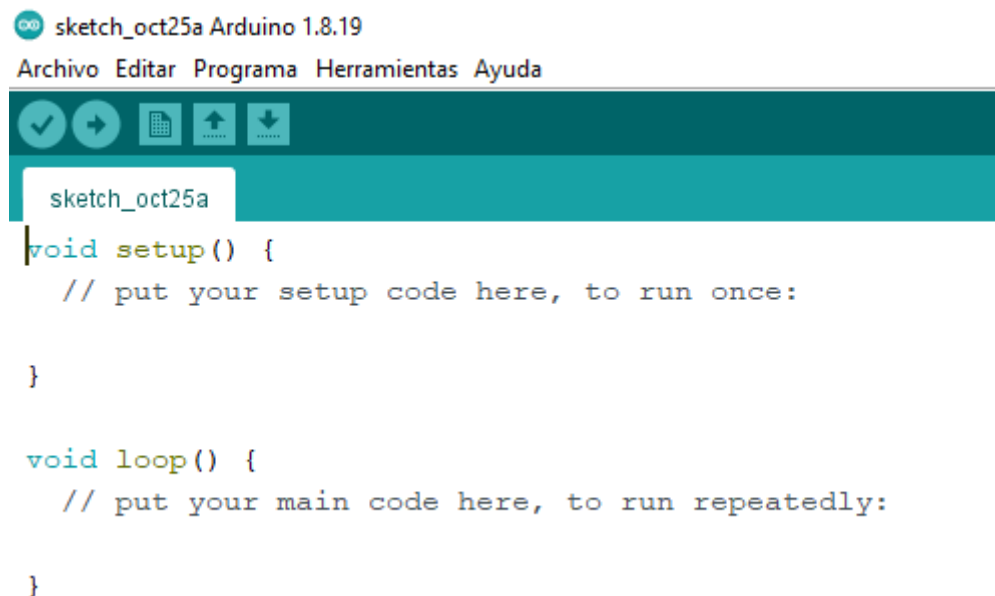 sketch_oct25a Arduino 1.8.19
Archivo Editar Programa Herramientas Ayuda
sketch_oct25a
void setup() {
  // put your setup code here, to run once:
}
void loop() {
  // put your main code here, to run repeatedly:
}